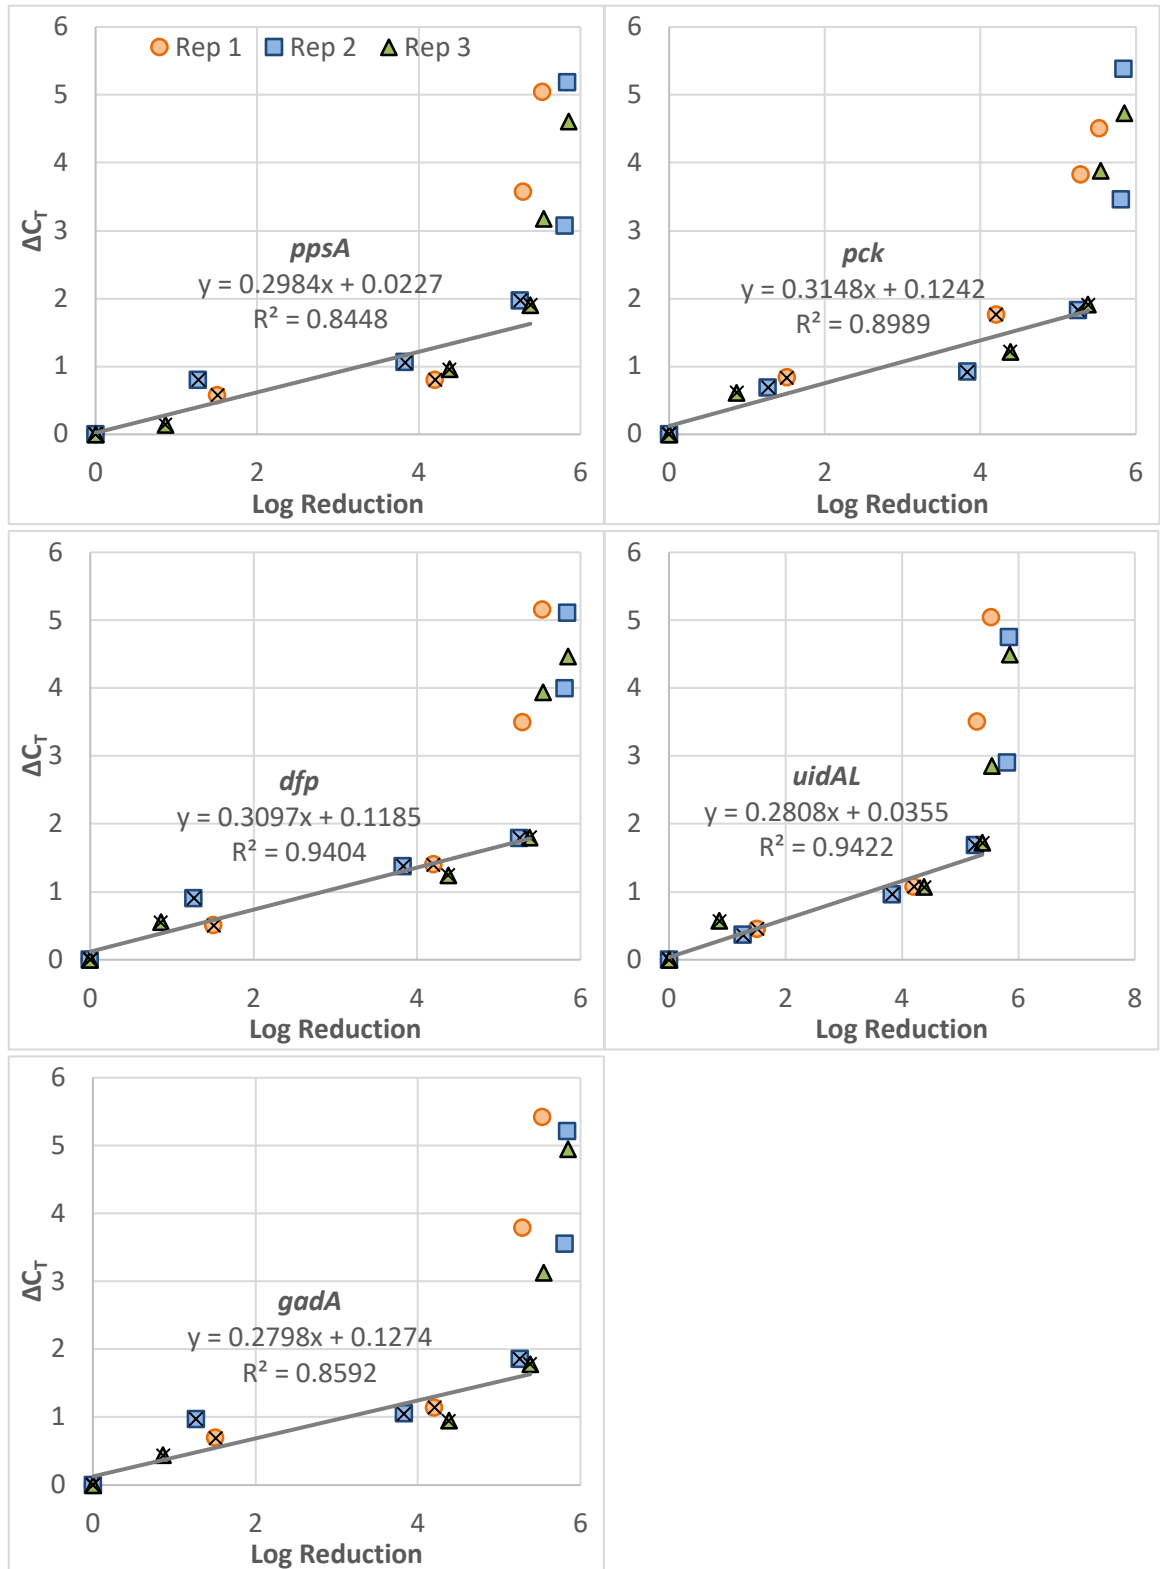 6
5
4
3
2
1
0
ΔC_T
Rep 1 Rep 2 Rep 3
ppsA
y = 0.2984x + 0.0227
R² = 0.8448
0 2 4 6
Log Reduction
6
5
4
3
2
1
0
pck
y = 0.3148x + 0.1242
R² = 0.8989
0 2 4 6
Log Reduction
6
5
4
3
2
1
0
ΔC_T
dfp
y = 0.3097x + 0.1185
R² = 0.9404
0 2 4 6
Log Reduction
6
5
4
3
2
1
0
uidAL
y = 0.2808x + 0.0355
R² = 0.9422
0 2 4 6 8
Log Reduction
6
5
4
3
2
1
0
ΔC_T
gadA
y = 0.2798x + 0.1274
R² = 0.8592
0 2 4 6
Log Reduction